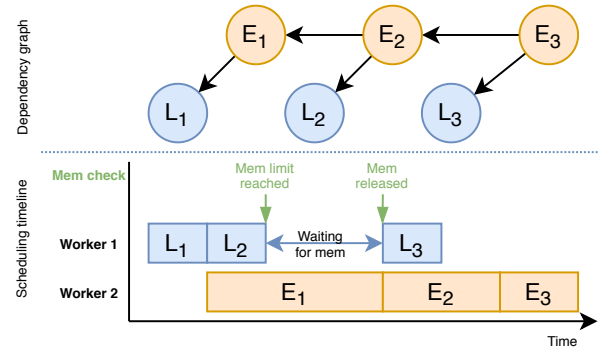 Dependency graph
E1
E2
E3
L1
L2
L3
Scheduling timeline
Mem check
Mem limit
reached
Mem
released
Worker 1
L1
L2
Waiting
for mem
L3
Worker 2
E1
E2
E3
Time